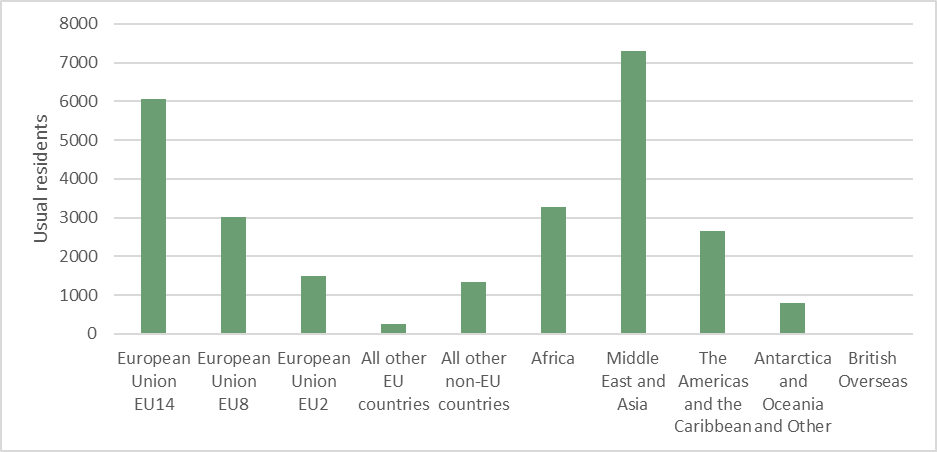 8000
7000
6000
5000
4000
3000
2000
1000
0
Usual residents
European
Union
EU14
European
Union
EU8
European
Union
EU2
All other
EU
countries
All other
non-EU
countries
Africa
Middle
East and
Asia
The
Americas
and the
Caribbean
Antarctica
and
Oceania
and Other
British
Overseas